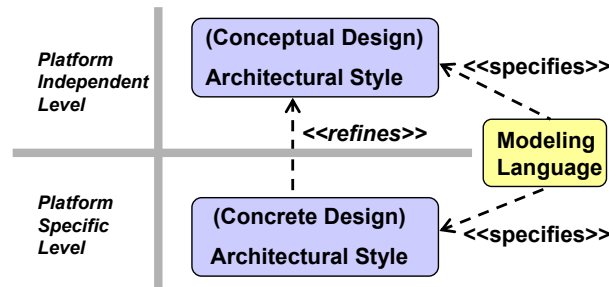 Platform
Independent
Level
(Conceptual Design)
Architectural Style
<<specifies>>
<<refines>>
Modeling
Language
Platform
Specific
Level
(Concrete Design)
Architectural Style
<<specifies>>